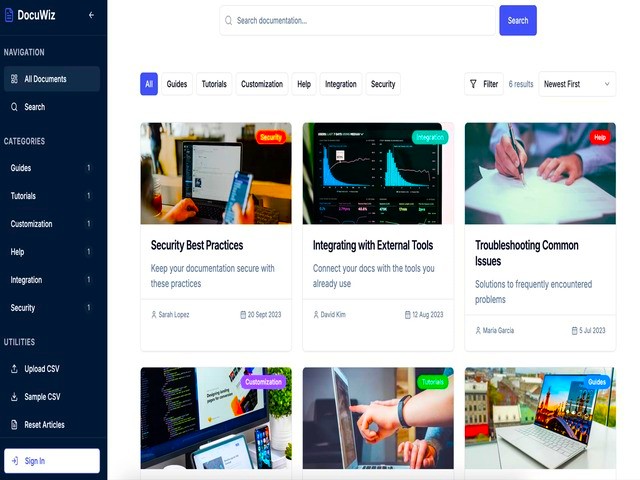 DocuWiz
NAVIGATION
All Documents
Search
CATEGORIES
Guides 1
Tutorials 1
Customization 1
Help 1
Integration 1
Security 1
UTILITIES
Upload CSV
Sample CSV
Reset Articles
Sign In
Search documentation...
Search
All Guides Tutorials Customization Help Integration Security
Filter 6 results Newest First
Security
Security Best Practices
Keep your documentation secure with
these practices
Sarah Lopez 20 Sept 2023
Integration
Integrating with External Tools
Connect your docs with the tools you
already use
David Kim 12 Aug 2023
Help
Troubleshooting Common
Issues
Solutions to frequently encountered
problems
Maria Garcia 5 Jul 2023
Customization
Tutorials
Guides